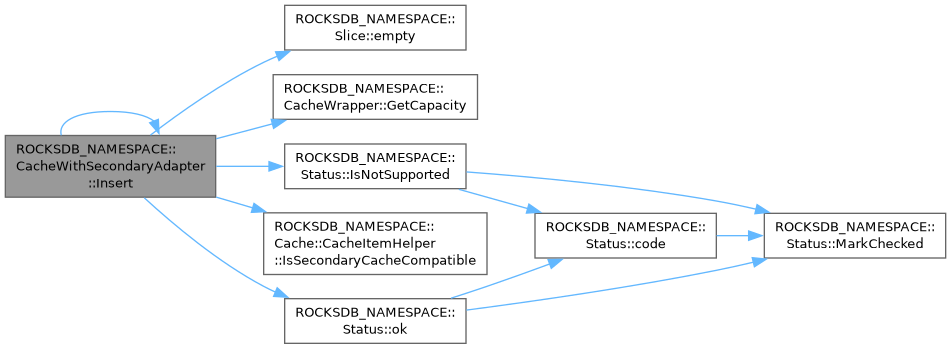 ROCKSDB_NAMESPACE::
CacheWithSecondaryAdapter
::Insert
ROCKSDB_NAMESPACE::
Slice::empty
ROCKSDB_NAMESPACE::
CacheWrapper::GetCapacity
ROCKSDB_NAMESPACE::
Status::IsNotSupported
ROCKSDB_NAMESPACE::
Cache::CacheItemHelper
::IsSecondaryCacheCompatible
ROCKSDB_NAMESPACE::
Status::ok
ROCKSDB_NAMESPACE::
Status::code
ROCKSDB_NAMESPACE::
Status::MarkChecked